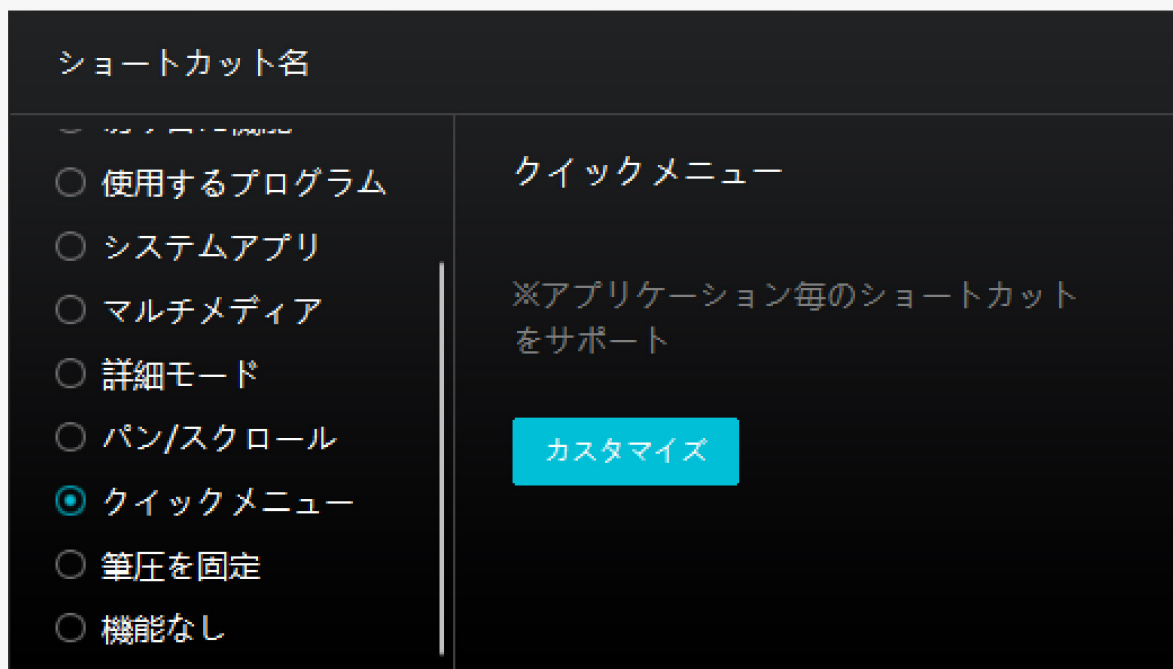 ショートカット名
使用するプログラム
システムアプリ
マルチメディア
詳細モード
パン/スクロール
クイックメニュー
筆圧を固定
機能なし
クイックメニュー
※アプリケーション毎のショートカット
をサポート
カスタマイズ